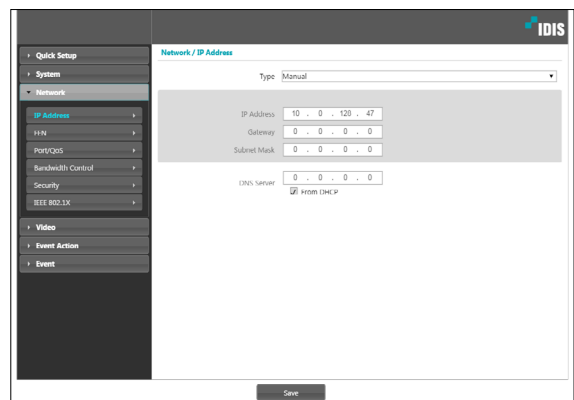 IDIS
Quick Setup
System
Network
IP Address
FEN
Port/QoS
Bandwidth Control
Security
IEEE 802.1X
Video
Event Action
Event
Network / IP Address
Type Manual
IP Address 10 . 0 . 128 . 47
Gateway 0 . 0 . 0 . 0
Subnet Mask 0 . 0 . 0 . 0
DNS Server 0 . 0 . 0 . 0
From DHCP
Save